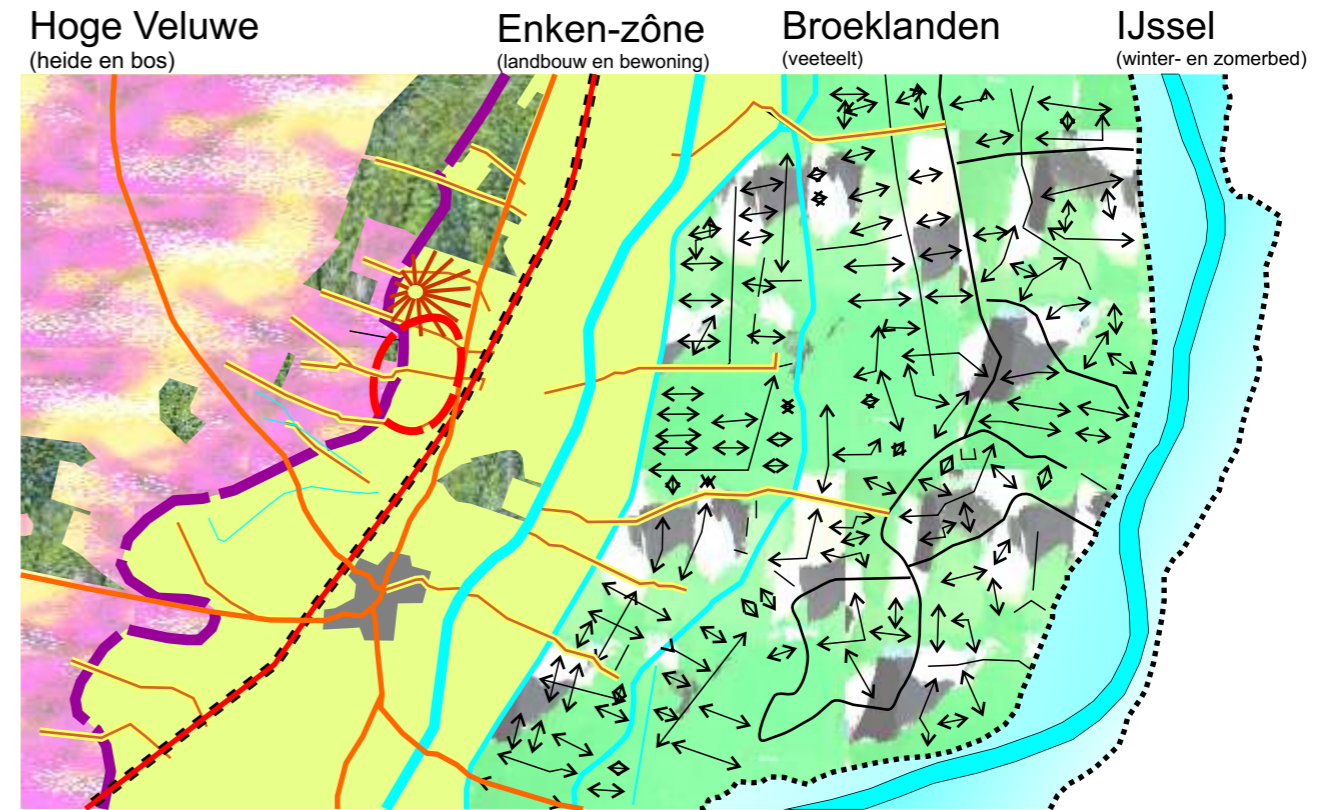 Hoge Veluwe
(heide en bos)
Enken-zône
(landbouw en bewoning)
Broeklanden
(veeteelt)
IJssel
(winter- en zomerbed)